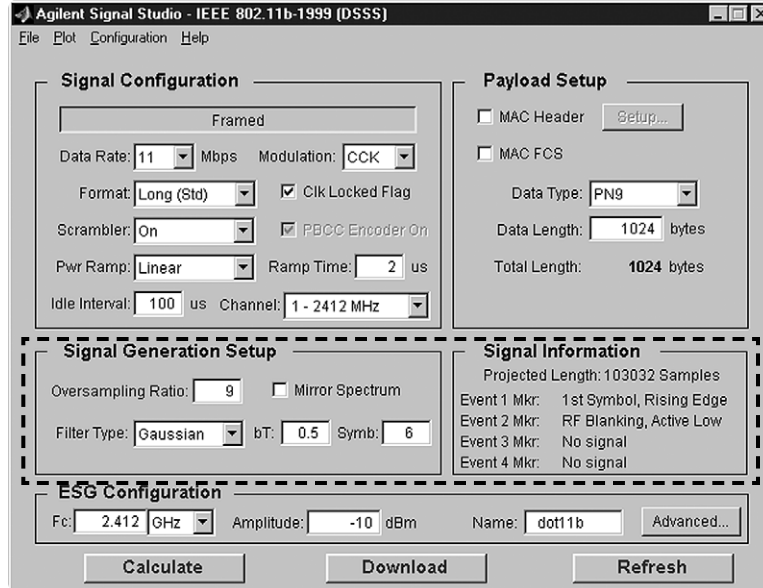 Agilent Signal Studio - IEEE 802.11b-1999 (DSSS)
File Plot Configuration Help
Signal Configuration
Framed
Data Rate: 11 Mbps Modulation: CCK
Format: Long (Std) Clk Locked Flag
Scrambler: On PBCC Encoder On
Pwr Ramp: Linear Ramp Time: 2 us
Idle Interval: 100 us Channel: 1 - 2412 MHz
Payload Setup
MAC Header Setup...
MAC FCS
Data Type: PN9
Data Length: 1024 bytes
Total Length: 1024 bytes
Signal Generation Setup
Oversampling Ratio: 9 Mirror Spectrum
Filter Type: Gaussian bT: 0.5 Symb: 6
Signal Information
Projected Length: 103032 Samples
Event 1 Mkr: 1st Symbol, Rising Edge
Event 2 Mkr: RF Blanking, Active Low
Event 3 Mkr: No signal
Event 4 Mkr: No signal
ESG Configuration
Fc: 2.412 GHz Amplitude: -10 dBm Name: dot11b Advanced...
Calculate Download Refresh